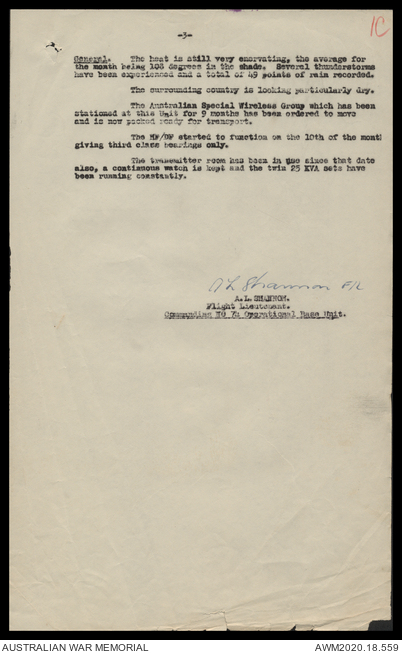 -3-
1C
General. The heat is still very enervating, the average for
the month being 108 degrees in the shade. Several thunderstorms
have been experienced and a total of 49 points of rain recorded.
The surrounding country is looking particularly dry.
The Australian Special Wireless Group which has been
stationed at this Unit for 9 months has been ordered to move
and is now packed ready for transport.
The HF/DF started to function on the 10th of the month
giving third class bearings only.
The transmitter room has been in use since that date
also, a continuous watch is kept and the twin 25 KVA sets have
been running constantly.
A L Shannon F/L
A.L. SHANNON.
Flight Lieutenant.
Commanding NO Operational Base Unit.
AUSTRALIAN WAR MEMORIAL
AWM2020.18.559